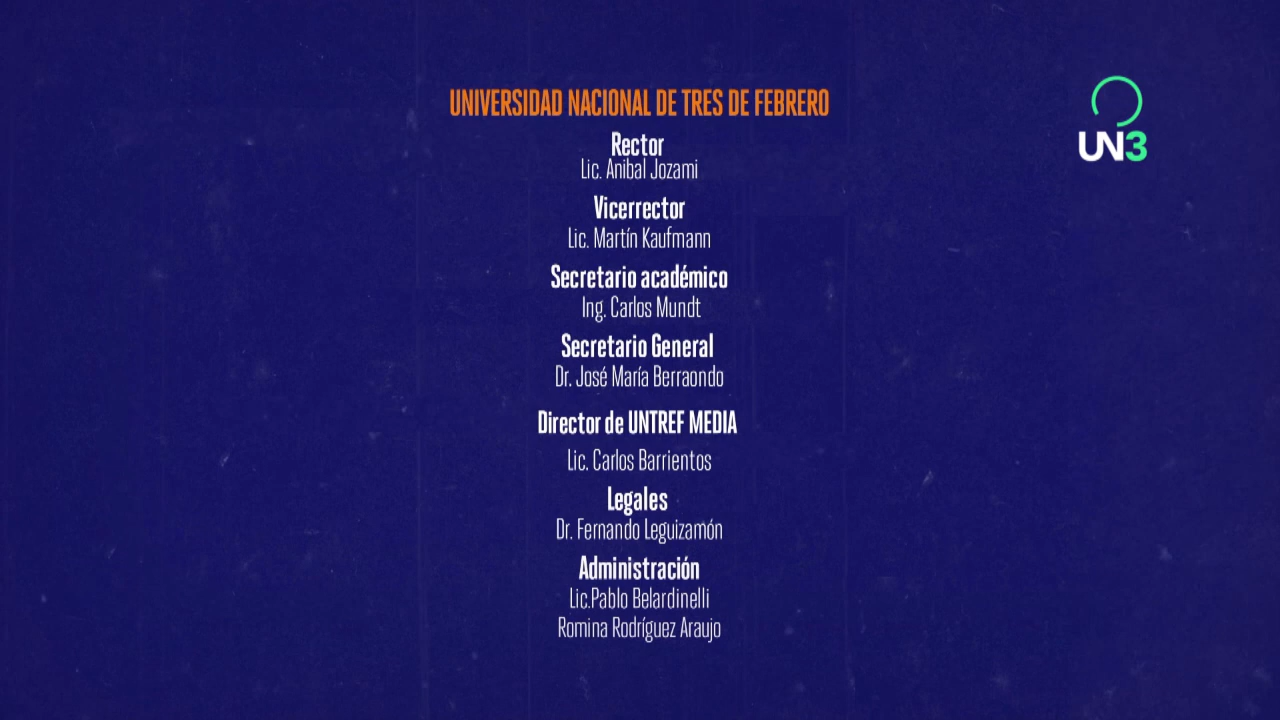 UNIVERSIDAD NACIONAL DE TRES DE FEBRERO
Rector
Lic. Anibal Jozami
Vicerrector
Lic. Martín Kaufmann
Secretario académico
Ing. Carlos Mundt
Secretario General
Dr. José María Berraondo
Director de UNTREF MEDIA
Lic. Carlos Barrientos
Legales
Dr. Fernando Leguizamón
Administración
Lic.Pablo Belardinelli
Romina Rodríguez Araujo
UN3